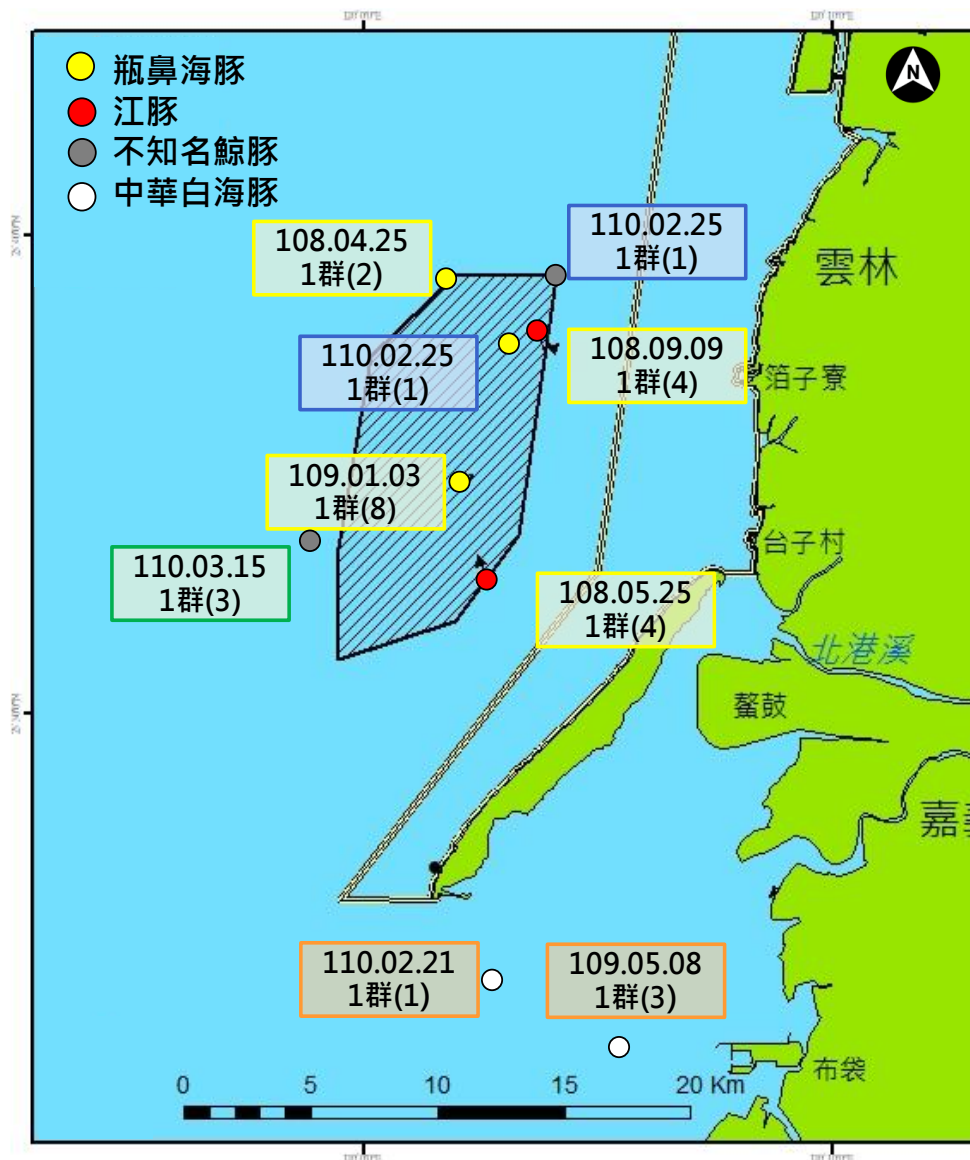 N
瓶鼻海豚
江豚
不知名鯨豚
中華白海豚
108.04.25
1群(2)
110.02.25
1群(1)
雲林
110.02.25
1群(1)
108.09.09
1群(4)
箔子寮
109.01.03
1群(8)
110.03.15
1群(3)
台子村
108.05.25
1群(4)
北港溪
鰲鼓
嘉義
110.02.21
1群(1)
109.05.08
1群(3)
布袋
0 5 10 15 20 Km